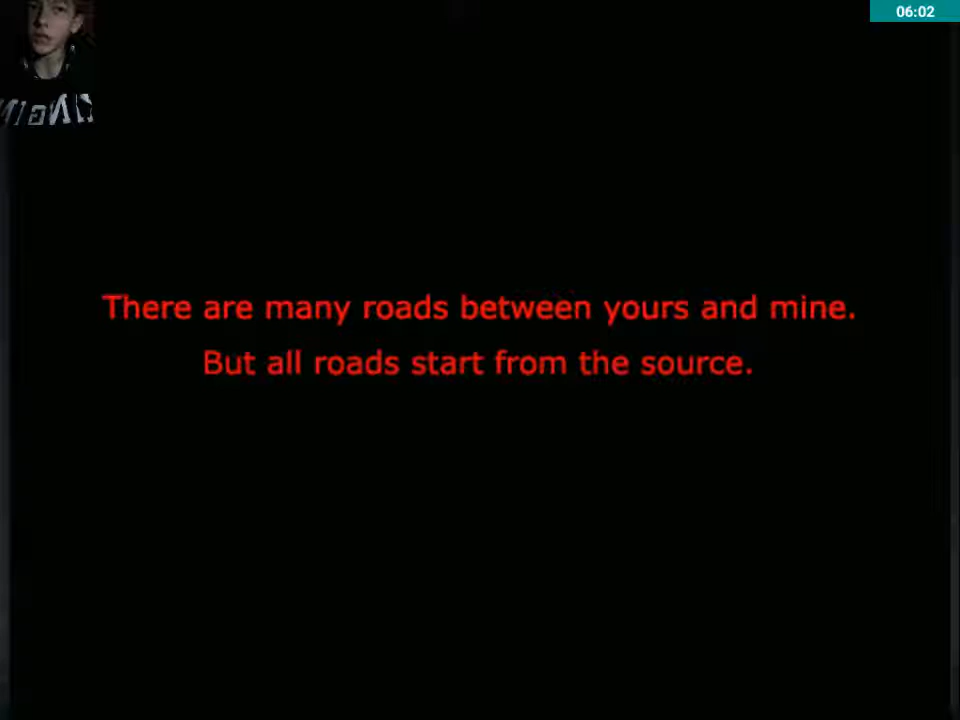 06:02
There are many roads between yours and mine.
But all roads start from the source.